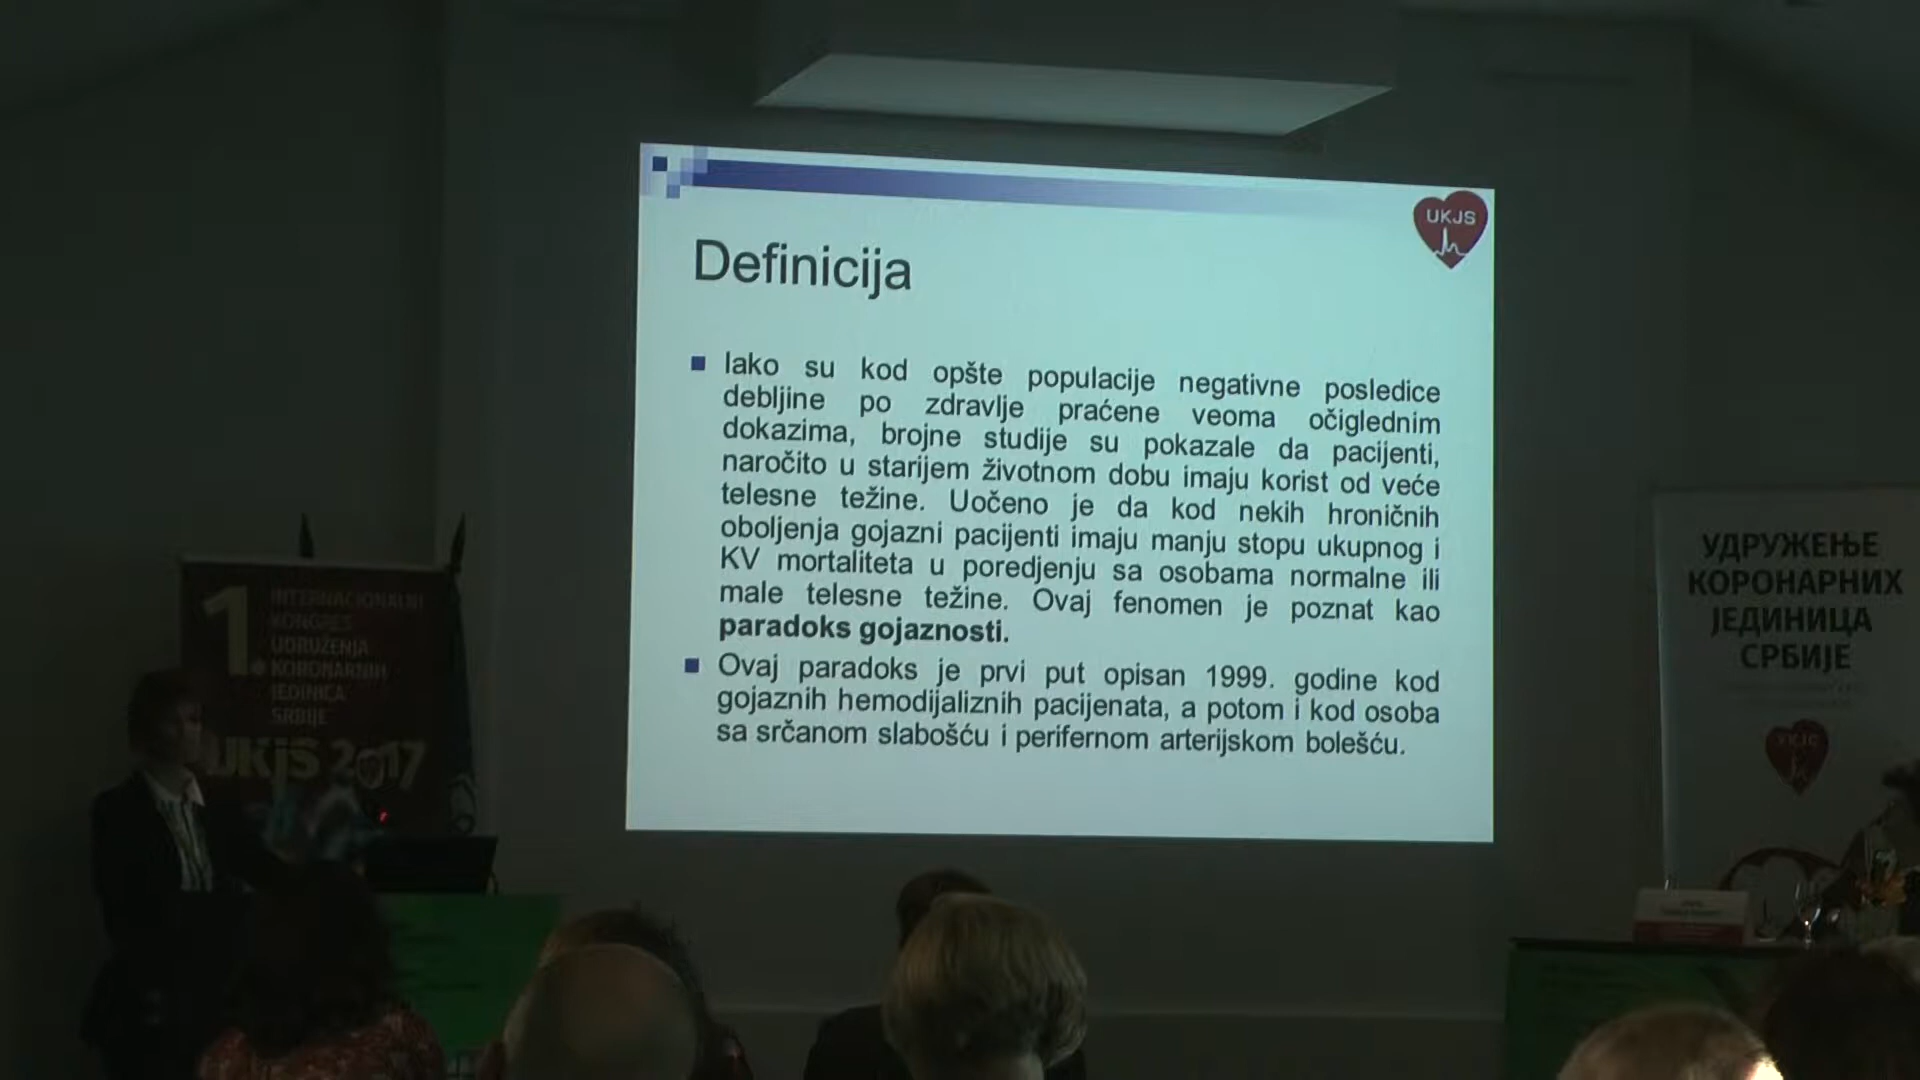 UKJS
Definicija
Iako su kod opšte populacije negativne posledice
debljine po zdravlje praćene veoma očiglednim
dokazima, brojne studije su pokazale da pacijenti,
naročito u starijem životnom dobu imaju korist od veće
telesne težine. Uočeno je da kod nekih hroničnih
oboljenja gojazni pacijenti imaju manju stopu ukupnog i
KV mortaliteta u poredjenju sa osobama normalne ili
male telesne težine. Ovaj fenomen je poznat kao
paradoks gojaznosti.
Ovaj paradoks je prvi put opisan 1999. godine kod
gojaznih hemodijaliznih pacijenata, a potom i kod osoba
sa srčanom slabošću i perifernom arterijskom bolešću.
1.
INTERNACIONALNI
KONGRES
UDRUŽENJA
KORONARNIH
JEDINICA
SRBIJE
UKJS 2017
УДРУЖЕЊЕ
КОРОНАРНИХ
ЈЕДИНИЦА
СРБИЈЕ